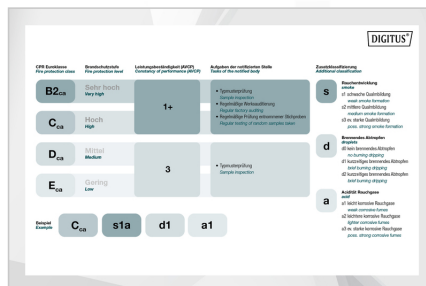 DIGITUS®
CPR Euroklasse
Fire protection class
Brandschutzstufe
Fire protection level
Leistungsbeständigkeit (AVCP)
Constancy of performance (AVCP)
Aufgaben der notifizierten Stelle
Tasks of the notified body
Zusatzklassifizierung
Additional classification
B2ca
Sehr hoch
Very high
Cca
Hoch
High
1+
• Typenüberprüfung
Sample inspection
• Regelmäßige Werksauditierung
Regular factory auditing
• Regelmäßige Prüfung entnommener Stichproben
Regular testing of random samples taken
Dca
Mittel
Medium
Eca
Gering
Low
3
• Typenüberprüfung
Sample inspection
s
Rauchentwicklung
smoke
s1 schwache Qualmbildung
weak smoke formation
s2 mittlere Qualmbildung
medium smoke formation
s3 ev. starke Qualmbildung
poss. strong smoke formation
d
Brennendes Abtropfen
droplets
d0 kein brennendes Abtropfen
no burning dripping
d1 kurzzeitiges brennendes Abtropfen
brief burning dripping
d2 kurzzeitiges brennendes Abtropfen
brief burning dripping
a
Acidität Rauchgase
acid
a1 leicht korrosive Rauchgase
weak corrosive fumes
a2 leichtere korrosive Rauchgase
lighter corrosive fumes
a3 ev. starke korrosive Rauchgase
poss. strong corrosive fumes
Beispiel
Example
Cca
s1a
d1
a1